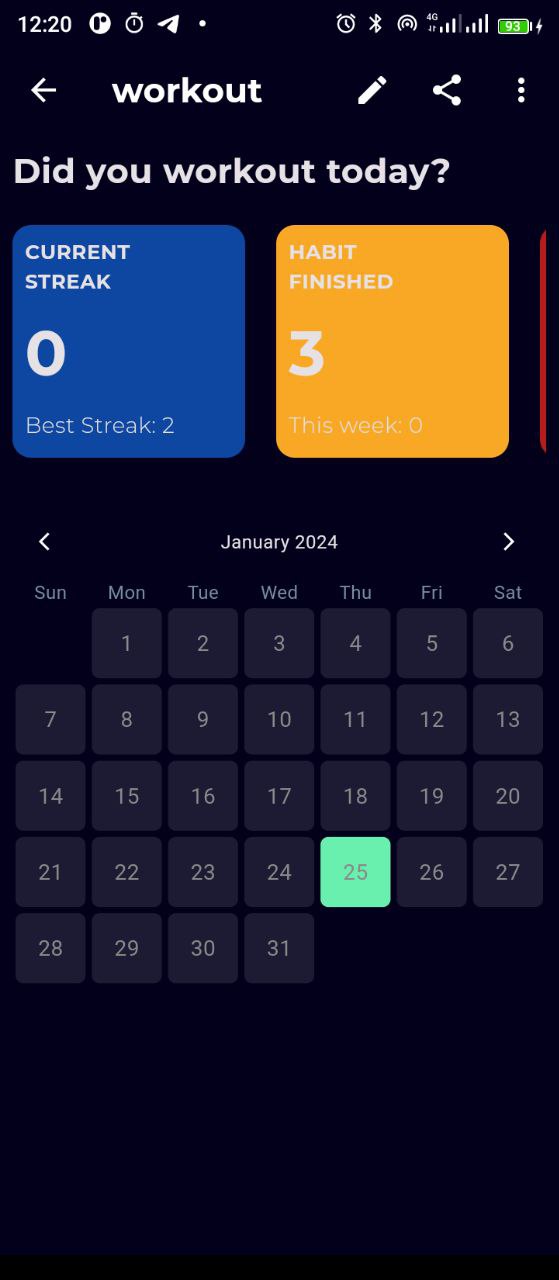 12:20
4G
93
workout
Did you workout today?
CURRENT
STREAK
0
Best Streak: 2
HABIT
FINISHED
3
This week: 0
January 2024
Sun Mon Tue Wed Thu Fri Sat
1 2 3 4 5 6
7 8 9 10 11 12 13
14 15 16 17 18 19 20
21 22 23 24 25 26 27
28 29 30 31